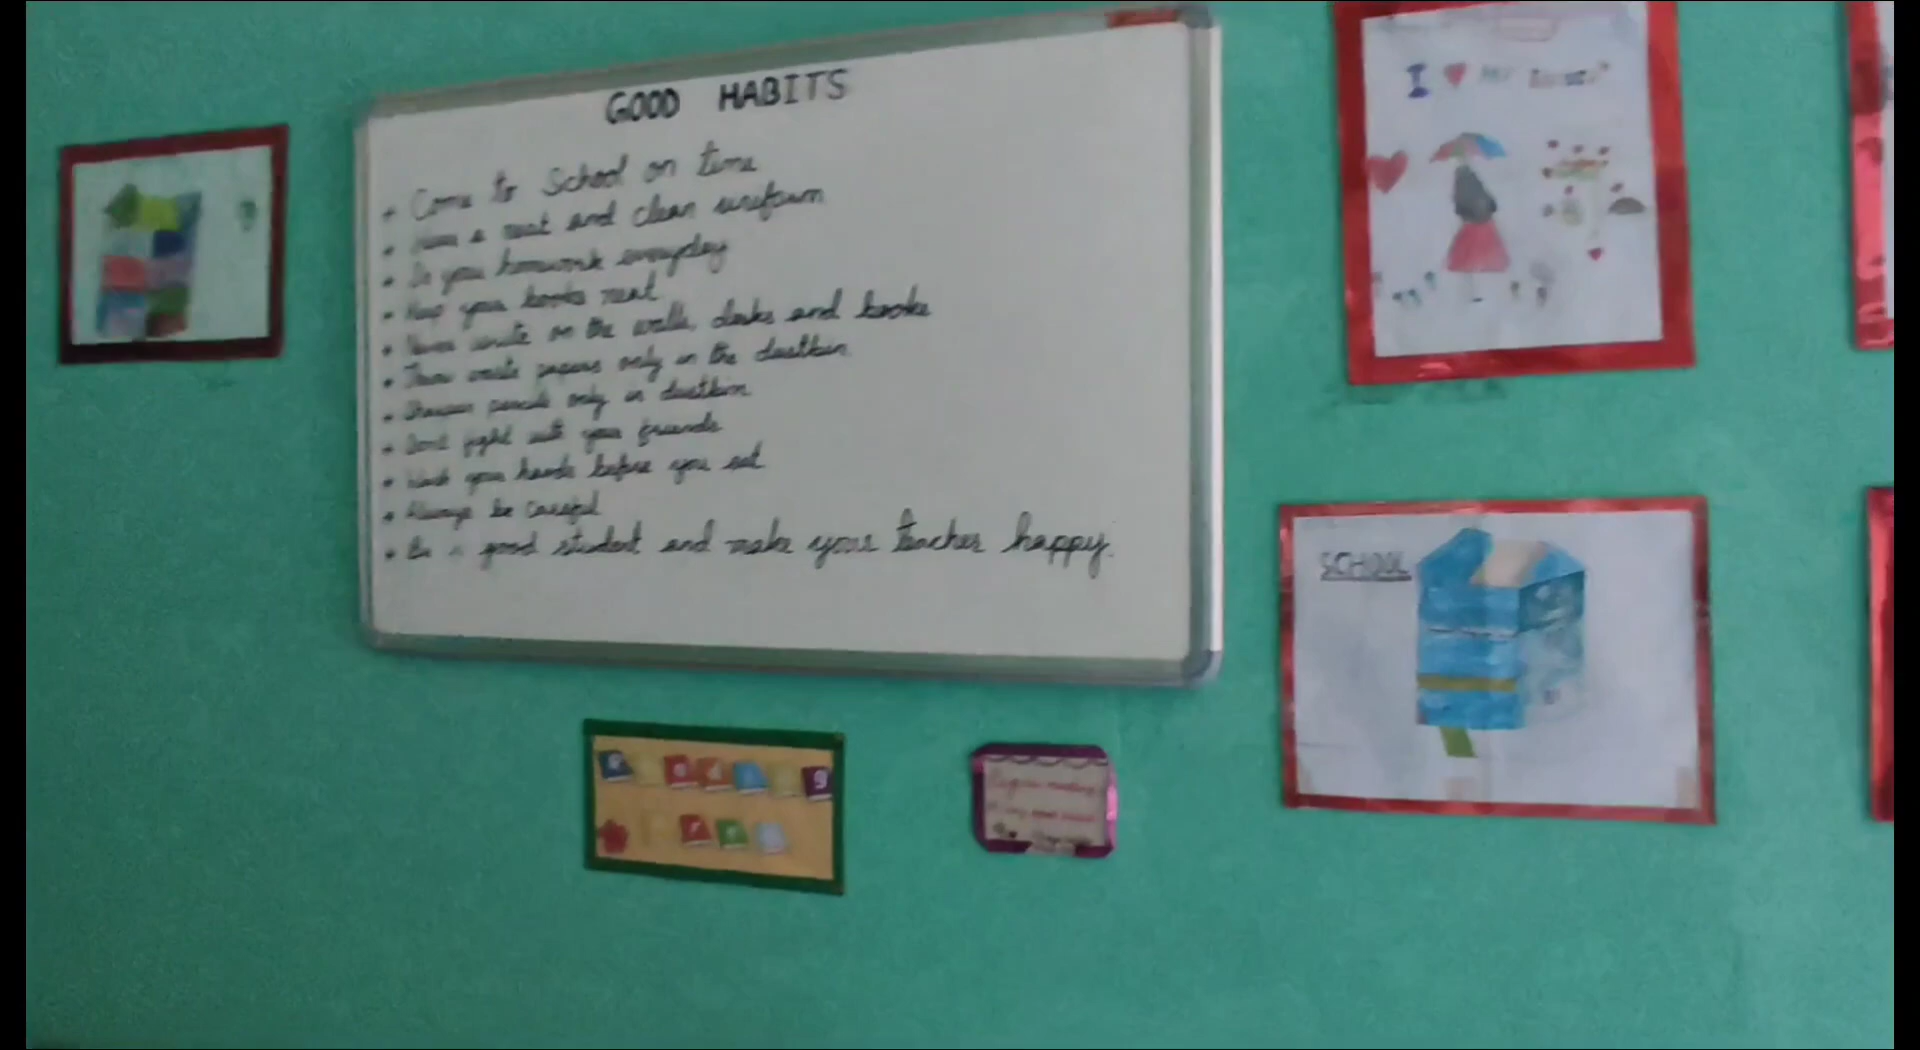 GOOD HABITS
• Come to School on time
• a neat and clean uniform
• Do your homework everyday
• Keep your books neat
• Never write on the walls, desks and books
• Throw waste papers only in the dustbin
• Sharpen pencils only in dustbin
• Dont fight with your friends
• Wash your hands before you eat
• Always be careful
• Be a good student and make your teacher happy.
I ❤ MY
SCHOOL